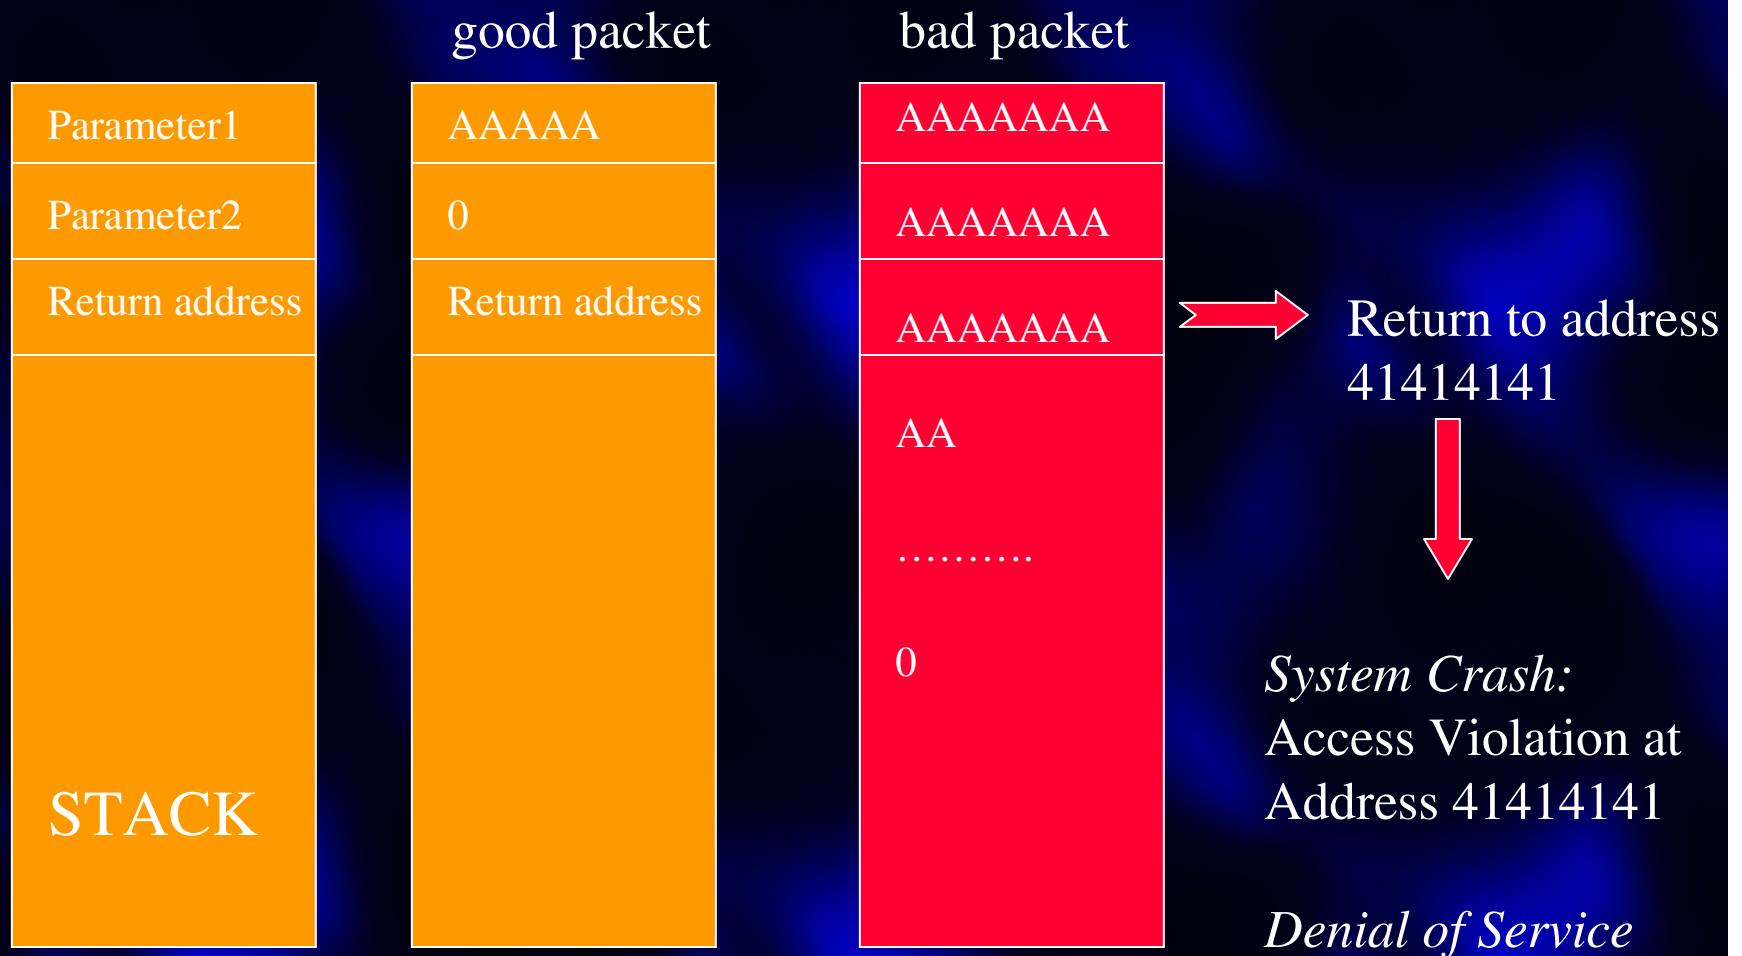 good packet
bad packet
Parameter1
AAAAA
AAAAAAA
Parameter2
0
AAAAAAA
Return address
Return address
AAAAAAA
Return to address
41414141
AA
..........
0
System Crash:
Access Violation at
Address 41414141
STACK
Denial of Service